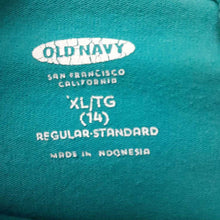 OLD NAVY
SAN FRANCISCO
CALIFORNIA
XL/TG
(14)
REGULAR-STANDARD
MADE IN INDONESIA